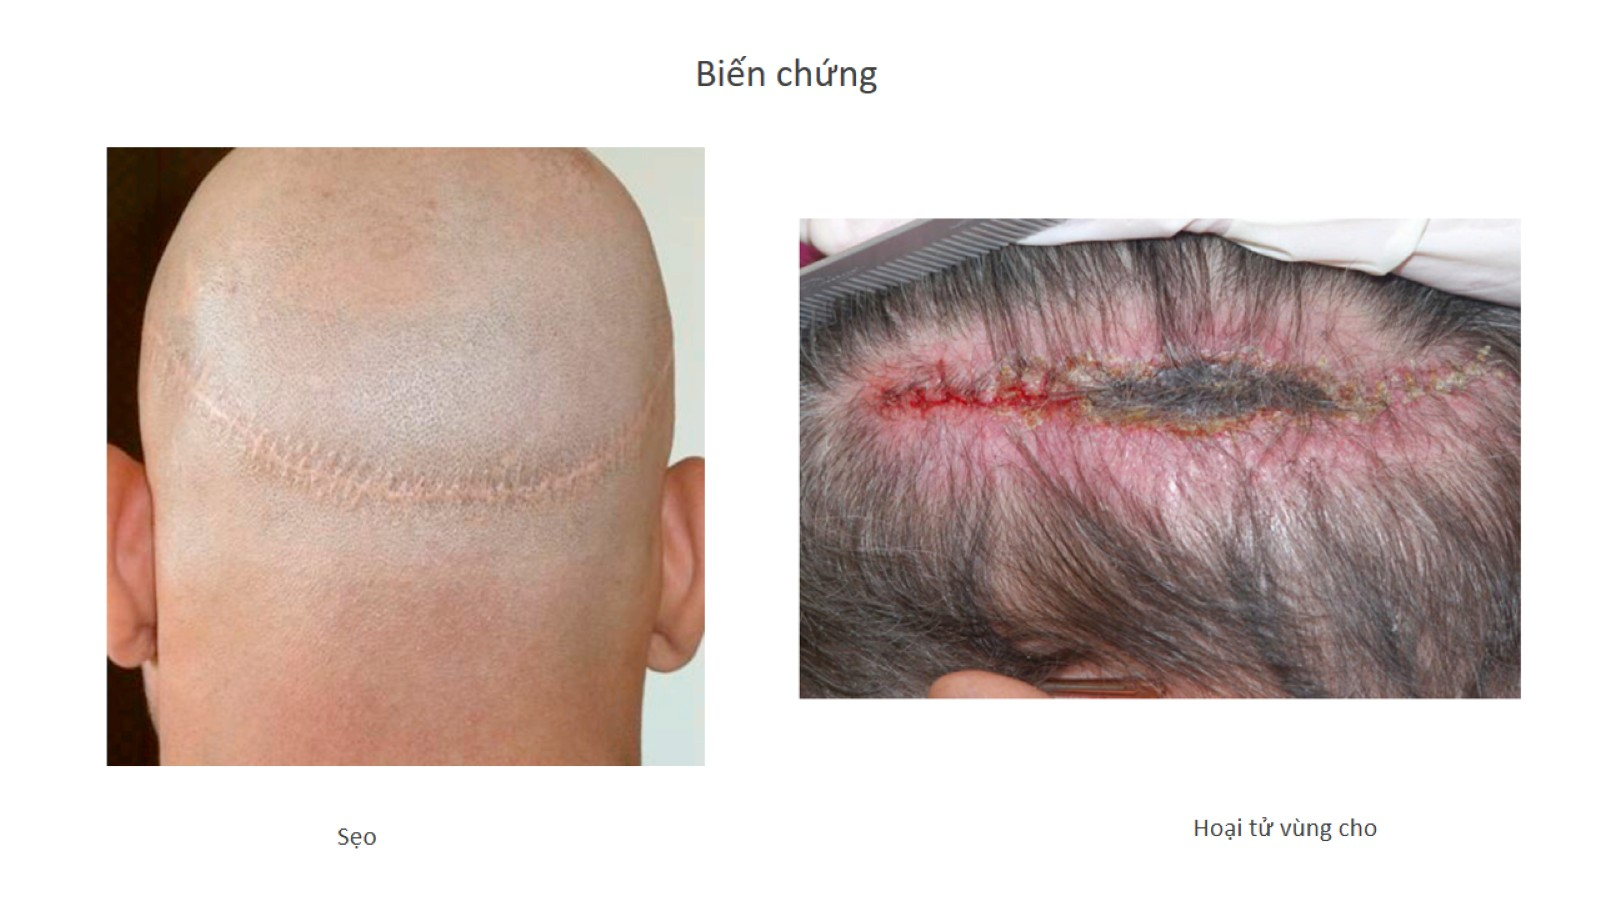 Biến chứng
Sẹo
Hoại tử vùng cho